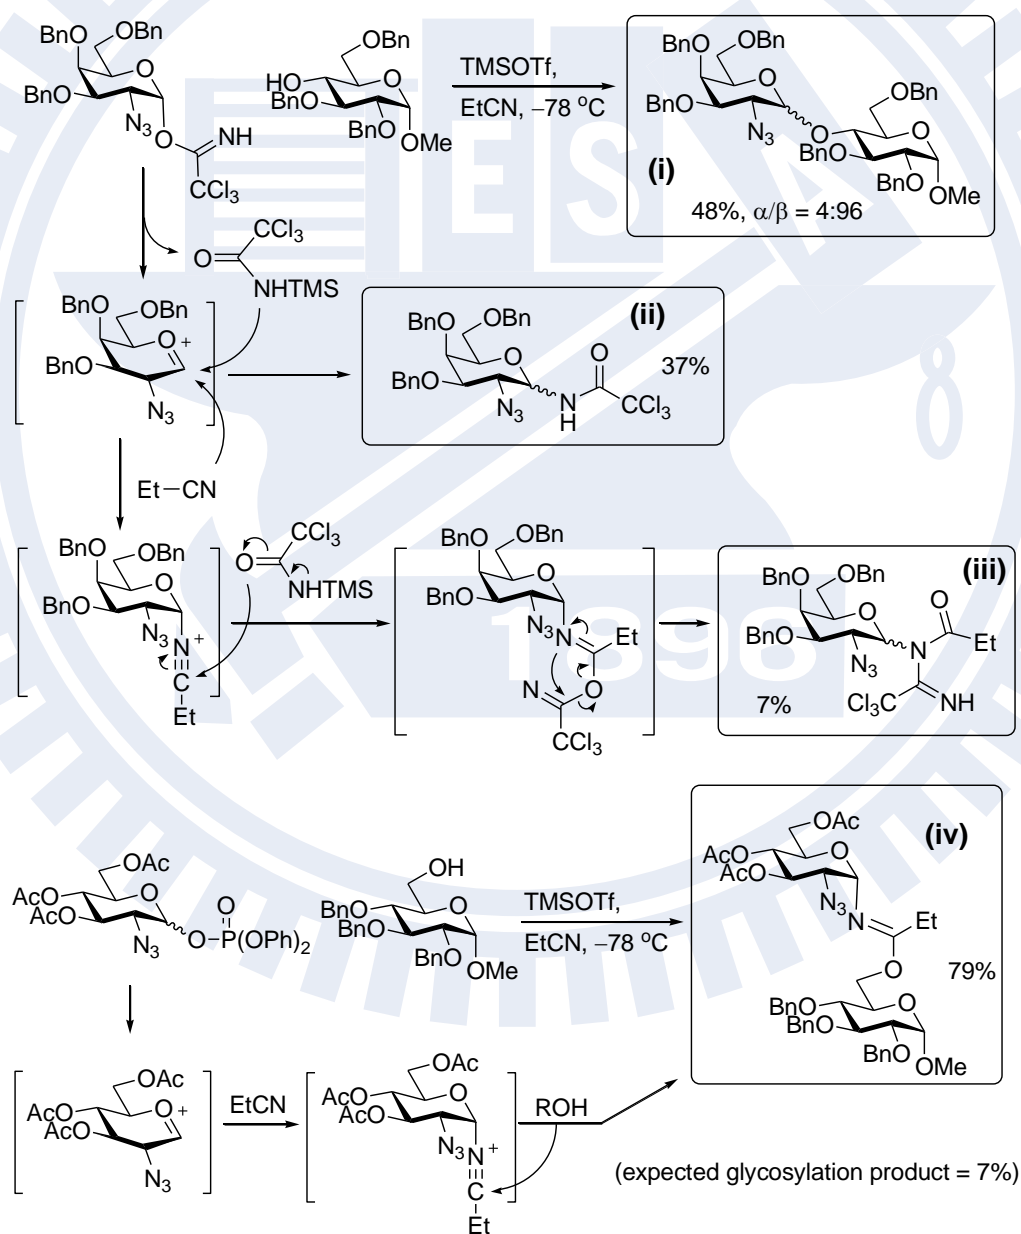 BnO OBn
O
BnO
N3
O NH
CCl3
OBn
HO O
BnO
BnO
OMe
TMSOTf,
EtCN, –78 °C
BnO OBn
O
BnO
N3
O
OBn
O
BnO
BnO
OMe
(i)
48%, α/β = 4:96
CCl3
O
NHTMS
BnO OBn
O+
BnO
N3
(ii)
BnO OBn
O
BnO
N3
N
H
O
CCl3
37%
Et–CN
BnO OBn
O
BnO
N3
N+
C
Et
CCl3
O
NHTMS
BnO OBn
O
BnO
N3
N
Et
N
O
CCl3
(iii)
BnO OBn
O
BnO
N3
N
O
Et
Cl3C NH
7%
OAc
AcO O
AcO
N3
O–P(OPh)2
O
OH
BnO O
BnO
BnO
OMe
TMSOTf,
EtCN, –78 °C
(iv)
OAc
AcO O
AcO
N3
N
Et
O
79%
BnO O
BnO
BnO
OMe
OAc
AcO O+
AcO
N3
EtCN
OAc
AcO O
AcO
N3
N+
C
Et
ROH
(expected glycosylation product = 7%)
ES A
1896
8